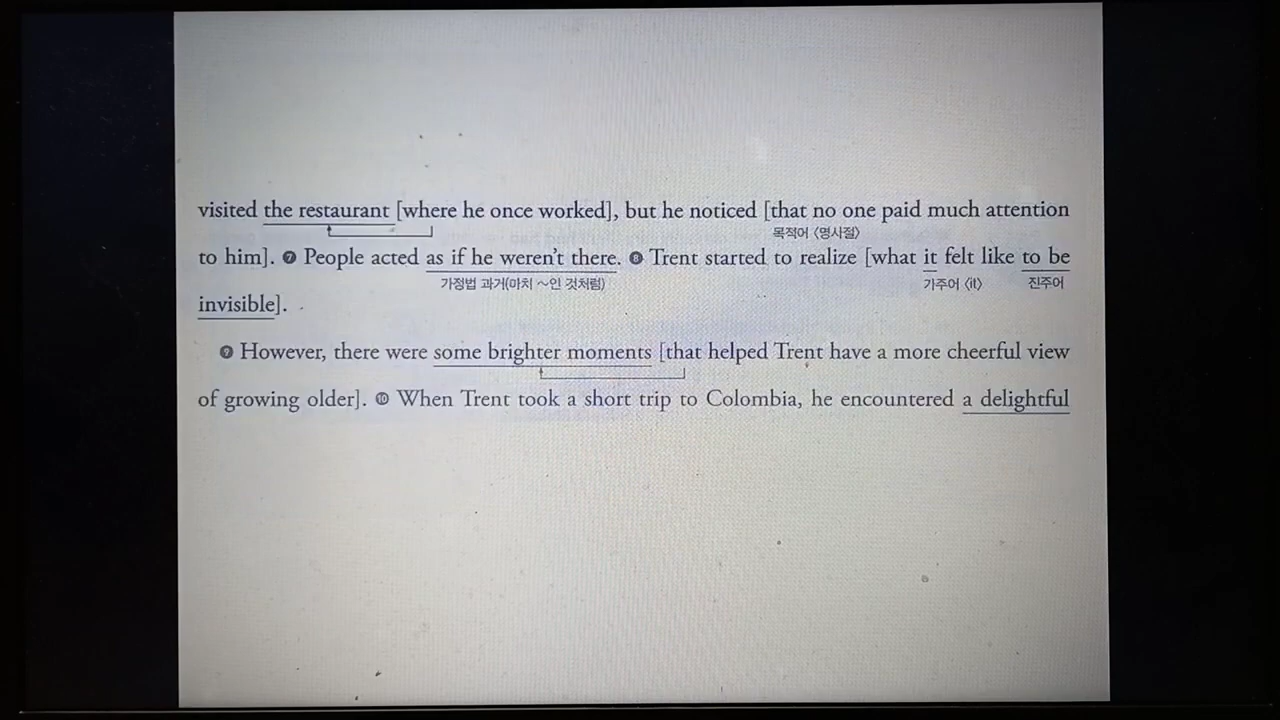 visited the restaurant [where he once worked], but he noticed [that no one paid much attention
목적어 〈명사절〉
to him]. ❼ People acted as if he weren't there. ❽ Trent started to realize [what it felt like to be
가정법 과거(마치 ~인 것처럼) 가주어 〈it〉 진주어
invisible].
❾ However, there were some brighter moments [that helped Trent have a more cheerful view
of growing older]. ❿ When Trent took a short trip to Colombia, he encountered a delightful